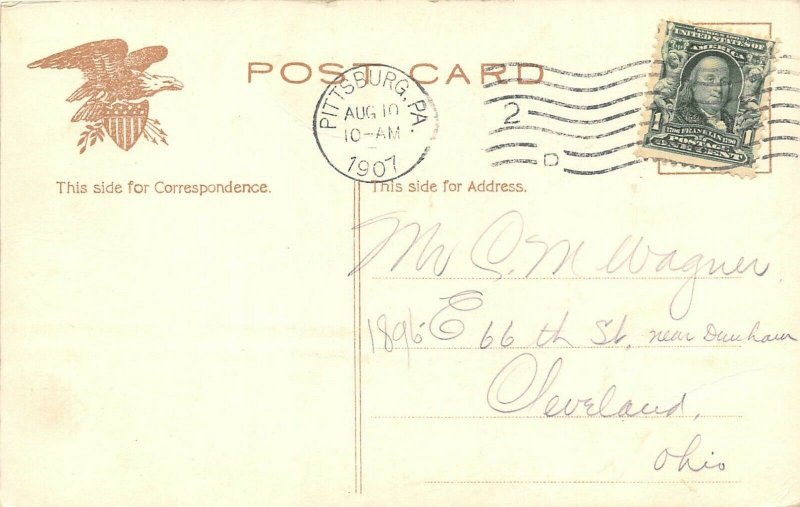 POST CARD
PITTSBURG, PA.
AUG 10
10-AM
1907
2
D
UNITED STATES OF
AMERICA
1 1706 FRANKLIN 1790 1
POSTAGE
ONE CENT
This side for Correspondence.
This side for Address.
Mr C. M Wagner
1896 E 66 th St. near Dunham
Cleveland,
Ohio